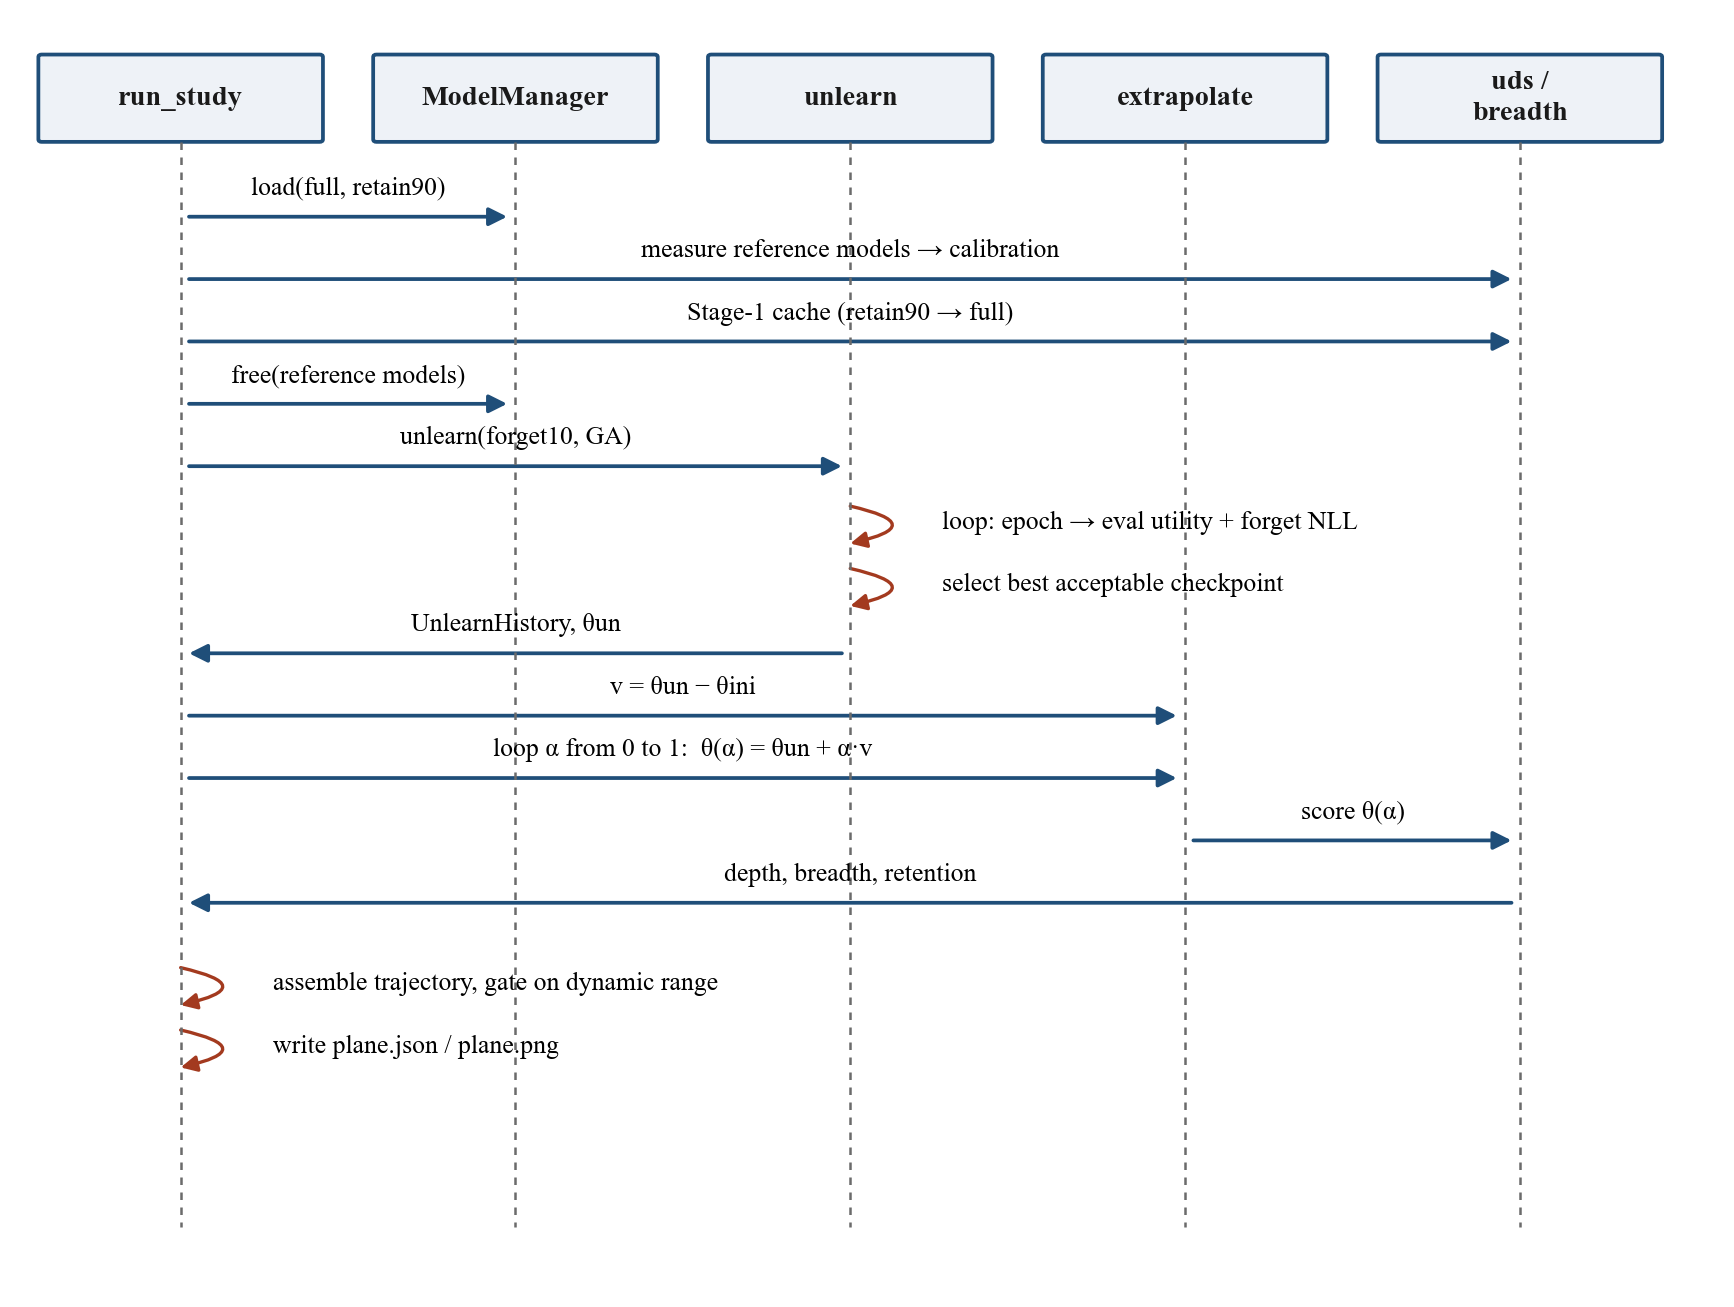 run_study
ModelManager
unlearn
extrapolate
uds /
breadth
load(full, retain90)
measure reference models → calibration
Stage-1 cache (retain90 → full)
free(reference models)
unlearn(forget10, GA)
loop: epoch → eval utility + forget NLL
select best acceptable checkpoint
UnlearnHistory, θun
v = θun − θini
loop α from 0 to 1:  θ(α) = θun + α·v
score θ(α)
depth, breadth, retention
assemble trajectory, gate on dynamic range
write plane.json / plane.png